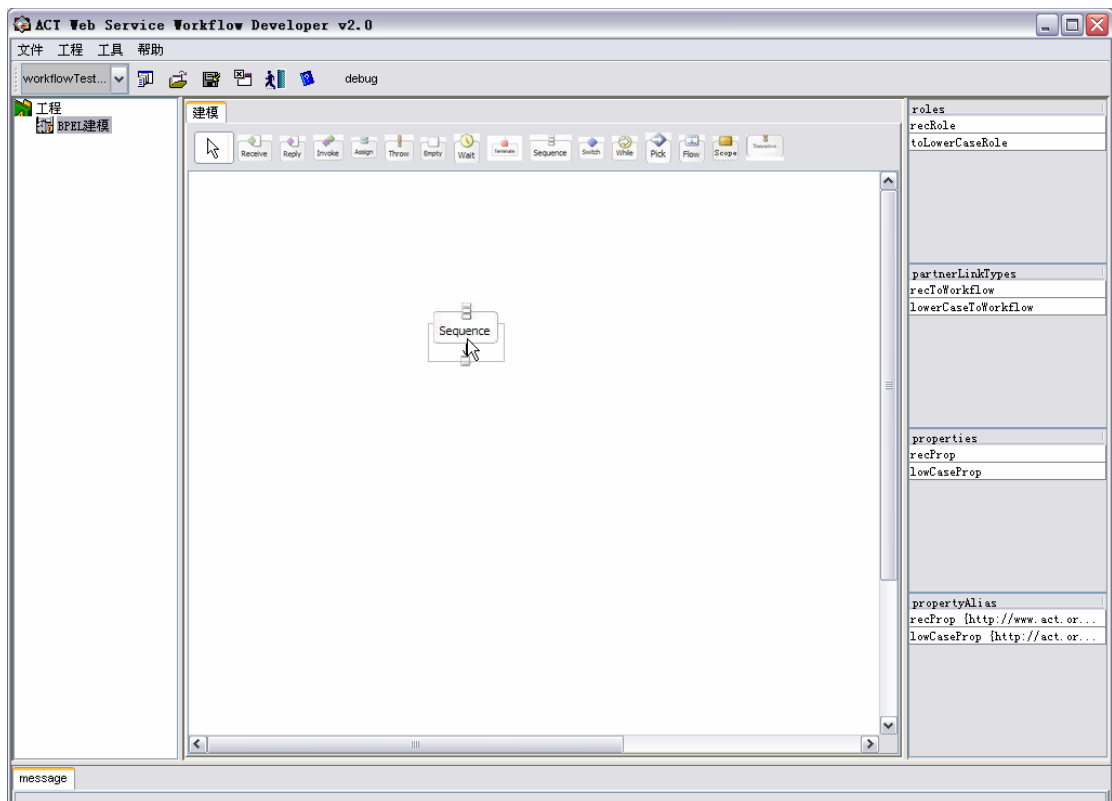 ACT Web Service Workflow Developer v2.0
文件 工程 工具 帮助
workflowTest... debug
工程
BPEL建模
建模
Receive Reply Invoke Assign Throw Empty Wait Terminate Sequence Switch While Pick Flow Scope
Sequence
roles
recRole
toLowerCaseRole
partnerLinkTypes
recToWorkflow
lowerCaseToWorkflow
properties
recProp
lowCaseProp
propertyAlias
recProp {http://www.act.or...
lowCaseProp {http://act.or...
message